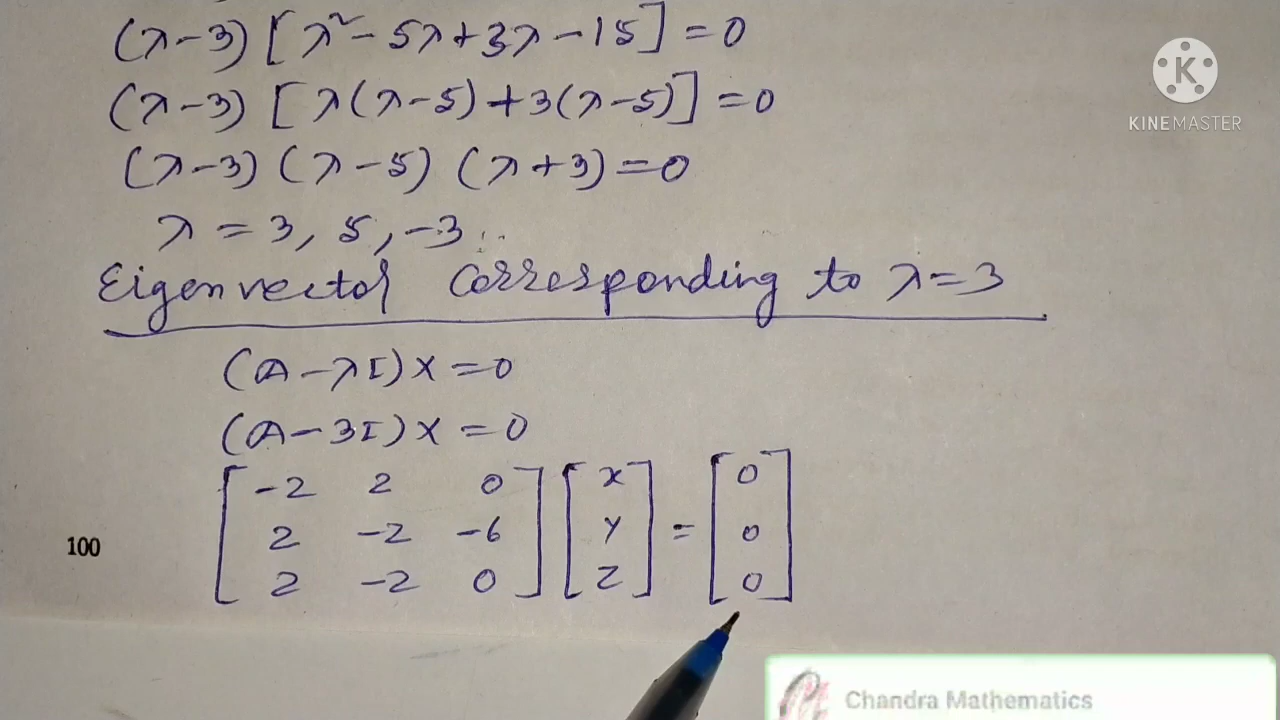 (λ-3) [λ²-5λ+3λ-15] =0
KINEMASTER
(λ-3) [λ(λ-5)+3(λ-5)] =0
(λ-3) (λ-5) (λ+3)=0
λ = 3, 5, -3
Eigenvector corresponding to λ=3
(A-λI)X=0
(A-3I)X=0
[-2 2 0] [x] = [0]
[2 -2 -6] [y] [0]
[2 -2 0] [z] [0]
100
Chandra Mathematics